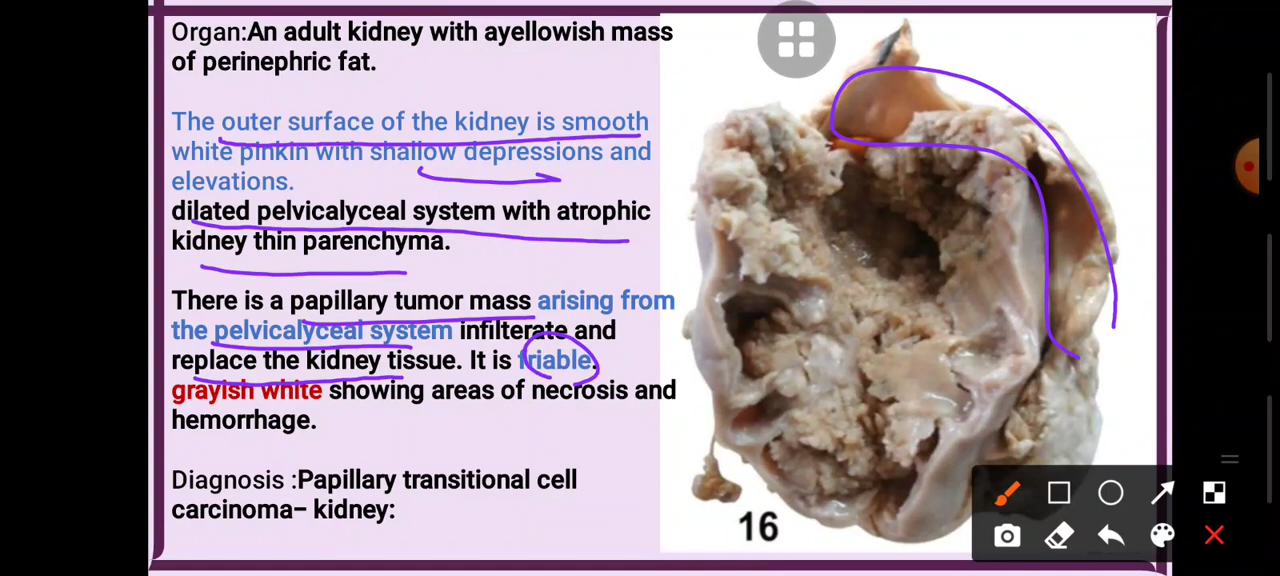 Organ:An adult kidney with ayellowish mass
of perinephric fat.
The outer surface of the kidney is smooth
white pinkin with shallow depressions and
elevations.
dilated pelvicalyceal system with atrophic
kidney thin parenchyma.
There is a papillary tumor mass arising from
the pelvicalyceal system infilterate and
replace the kidney tissue. It is friable.
grayish white showing areas of necrosis and
hemorrhage.
Diagnosis :Papillary transitional cell
carcinoma– kidney:
16